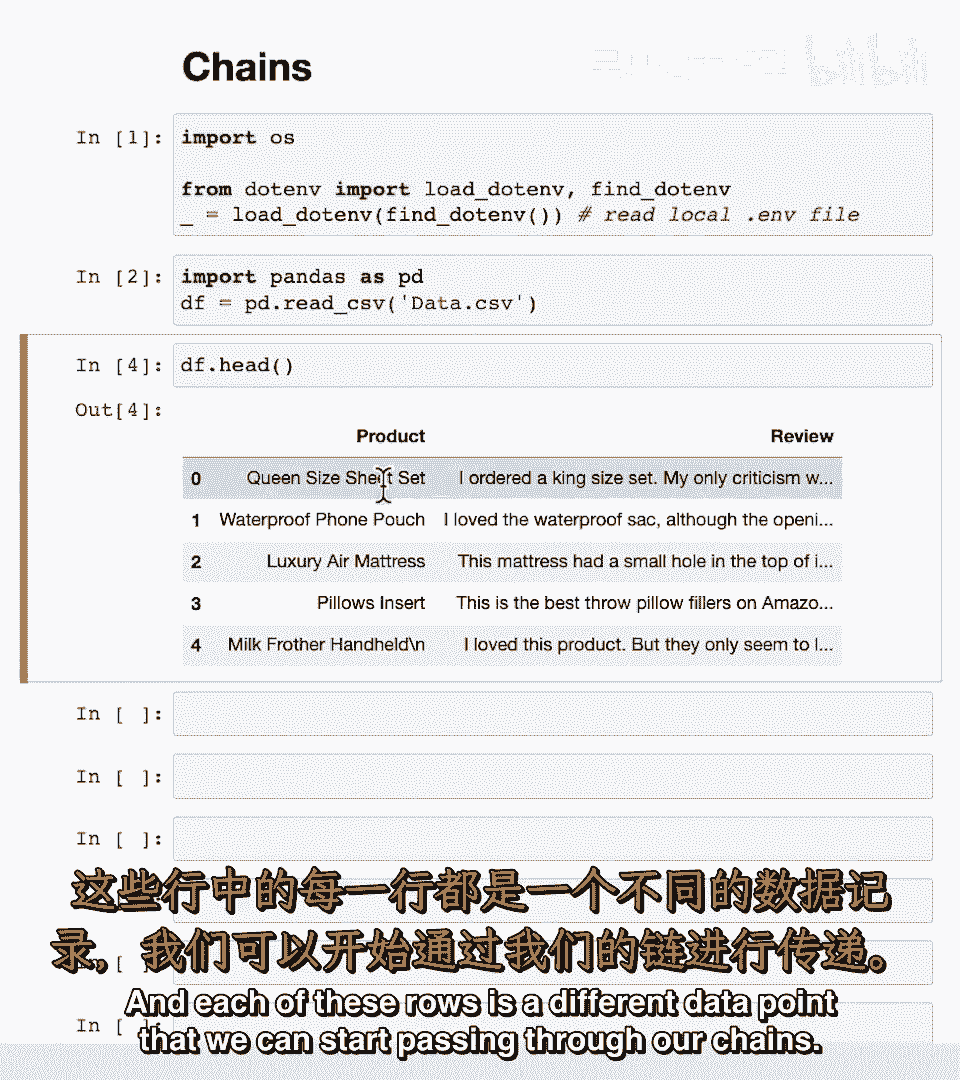 Chains
In [1]: import os
from dotenv import load_dotenv, find_dotenv
_ = load_dotenv(find_dotenv()) # read local .env file
In [2]: import pandas as pd
df = pd.read_csv('Data.csv')
In [4]: df.head()
Out[4]:
Product Review
0 Queen Size Sheet Set I ordered a king size set. My only criticism w...
1 Waterproof Phone Pouch I loved the waterproof sac, although the openi...
2 Luxury Air Mattress This mattress had a small hole in the top of i...
3 Pillows Insert This is the best throw pillow fillers on Amazo...
4 Milk Frother Handheld\n I loved this product. But they only seem to l...
In [ ]:
In [ ]:
In [ ]:
这些行中的每一行都是一个不同的数据记
录，我们可以开始通过我们的链进行传递。
And each of these rows is a different data point
that we can start passing through our chains.
In [